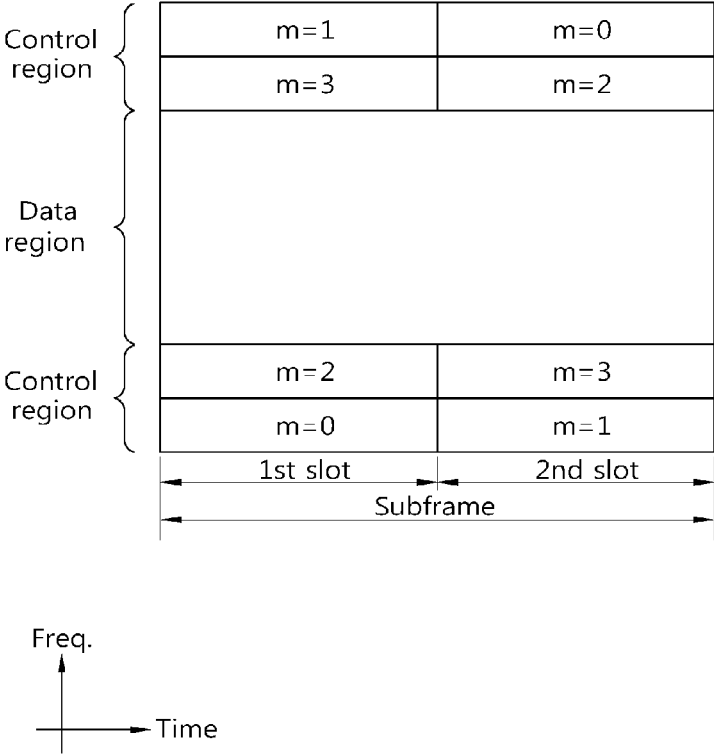 Control
region
m=1
m=0
m=3
m=2
Data
region
Control
region
m=2
m=3
m=0
m=1
1st slot
2nd slot
Subframe
Freq.
Time